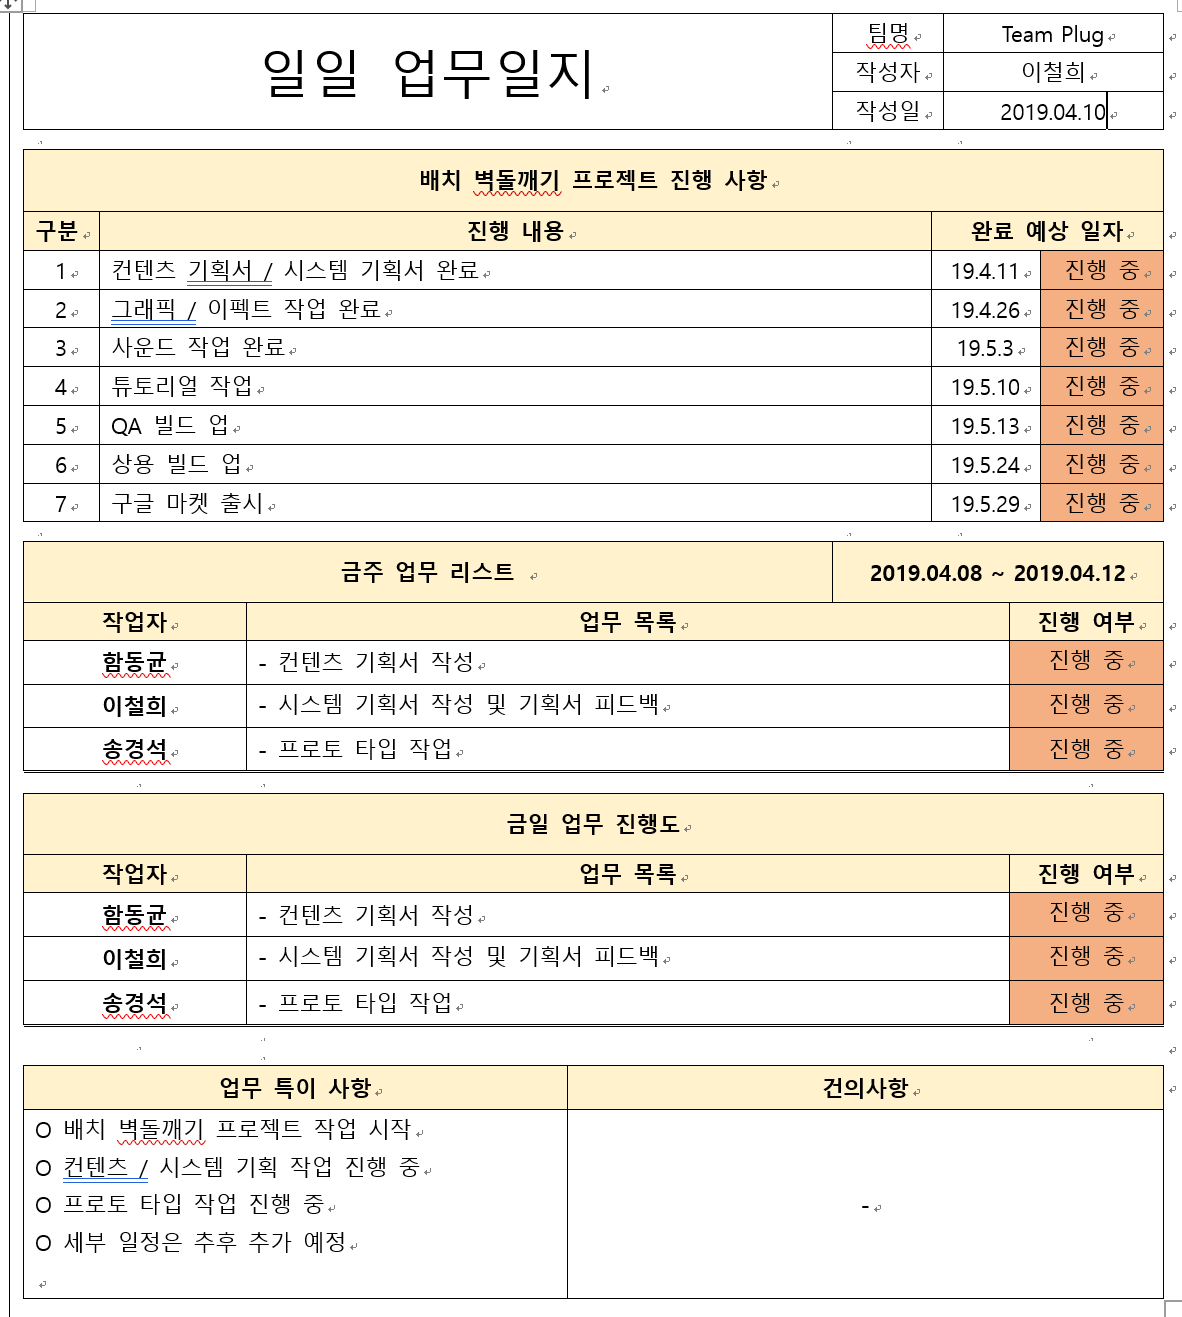 일일 업무일지
팀명 Team Plug
작성자 이철희
작성일 2019.04.10
배치 벽돌깨기 프로젝트 진행 사항
구분 진행 내용 완료 예상 일자
1 컨텐츠 기획서 / 시스템 기획서 완료 19.4.11 진행 중
2 그래픽 / 이펙트 작업 완료 19.4.26 진행 중
3 사운드 작업 완료 19.5.3 진행 중
4 튜토리얼 작업 19.5.10 진행 중
5 QA 빌드 업 19.5.13 진행 중
6 상용 빌드 업 19.5.24 진행 중
7 구글 마켓 출시 19.5.29 진행 중
금주 업무 리스트 2019.04.08 ~ 2019.04.12
작업자 업무 목록 진행 여부
함동균 - 컨텐츠 기획서 작성 진행 중
이철희 - 시스템 기획서 작성 및 기획서 피드백 진행 중
송경석 - 프로토 타입 작업 진행 중
금일 업무 진행도
작업자 업무 목록 진행 여부
함동균 - 컨텐츠 기획서 작성 진행 중
이철희 - 시스템 기획서 작성 및 기획서 피드백 진행 중
송경석 - 프로토 타입 작업 진행 중
업무 특이 사항 건의사항
O 배치 벽돌깨기 프로젝트 작업 시작
O 컨텐츠 / 시스템 기획 작업 진행 중
O 프로토 타입 작업 진행 중
O 세부 일정은 추후 추가 예정
-